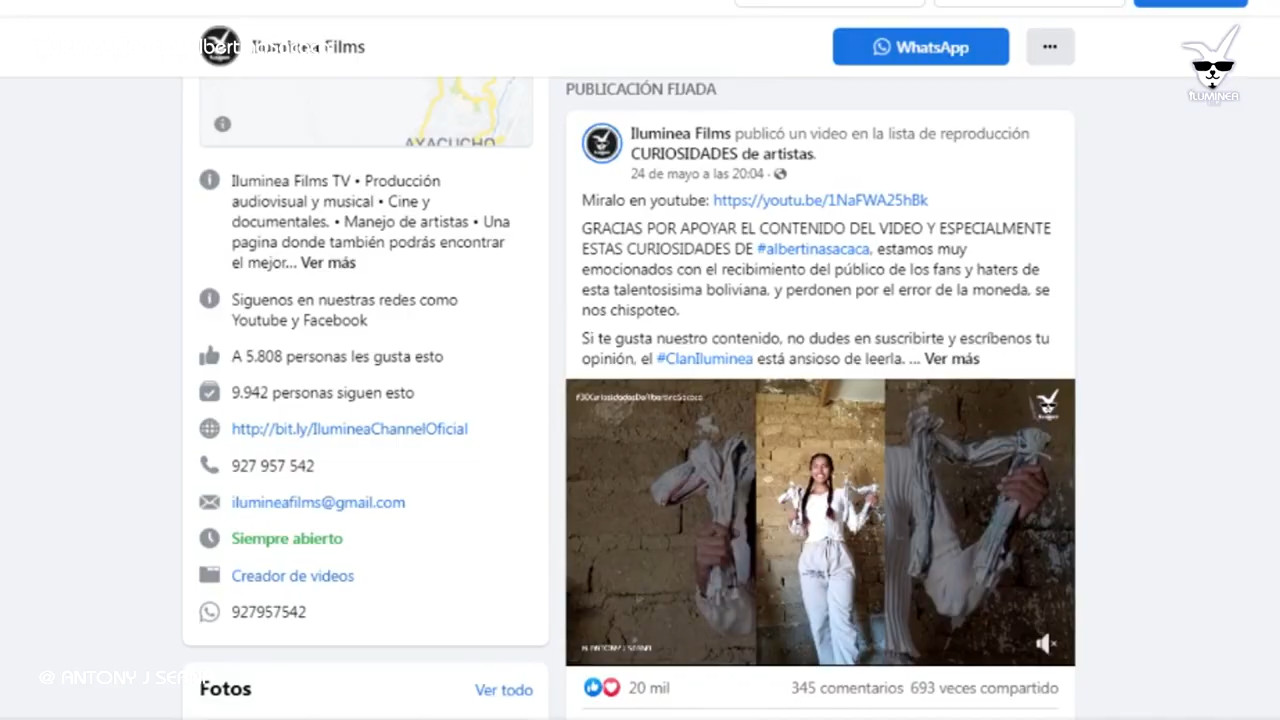 Iluminea Films
WhatsApp
ILUMINEA
AYACUCHO
Iluminea Films TV • Producción
audiovisual y musical • Cine y
documentales. • Manejo de artistas • Una
pagina donde también podrás encontrar
el mejor... Ver más
Siguenos en nuestras redes como
Youtube y Facebook
A 5.808 personas les gusta esto
9.942 personas siguen esto
http://bit.ly/IlumineaChannelOficial
927 957 542
ilumineafilms@gmail.com
Siempre abierto
Creador de videos
927957542
Fotos
Ver todo
@ ANTONY J
PUBLICACIÓN FIJADA
Iluminea Films publicó un video en la lista de reproducción
CURIOSIDADES de artistas.
24 de mayo a las 20:04 ·
Miralo en youtube: https://youtu.be/1NaFWA25hBk
GRACIAS POR APOYAR EL CONTENIDO DEL VIDEO Y ESPECIALMENTE
ESTAS CURIOSIDADES DE #albertinasacaca, estamos muy
emocionados con el recibimiento del público de los fans y haters de
esta talentosisima boliviana, y perdonen por el error de la moneda, se
nos chispoteo.
Si te gusta nuestro contenido, no dudes en suscribirte y escríbenos tu
opinión, el #ClanIluminea está ansioso de leerla. ... Ver más
20 mil
345 comentarios 693 veces compartido